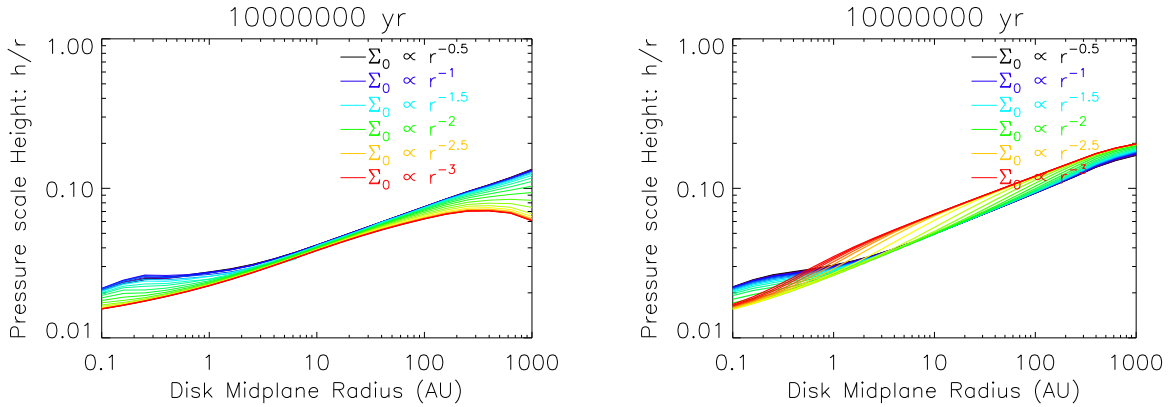 10000000 yr
Pressure scale Height: h/r
1.00
0.10
0.01
Σ₀ ∝ r⁻⁰·⁵
Σ₀ ∝ r⁻¹
Σ₀ ∝ r⁻¹·⁵
Σ₀ ∝ r⁻²
Σ₀ ∝ r⁻²·⁵
Σ₀ ∝ r⁻³
0.1 1 10 100 1000
Disk Midplane Radius (AU)
10000000 yr
Pressure scale Height: h/r
1.00
0.10
0.01
Σ₀ ∝ r⁻⁰·⁵
Σ₀ ∝ r⁻¹
Σ₀ ∝ r⁻¹·⁵
Σ₀ ∝ r⁻²
Σ₀ ∝ r⁻²·⁵
Σ₀ ∝ r⁻³
0.1 1 10 100 1000
Disk Midplane Radius (AU)